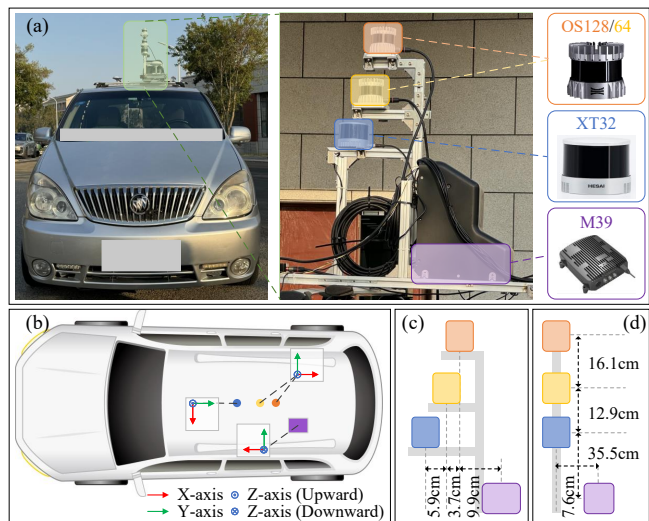 (a)
OS128/64
XT32
HESAI
M39
(b)
X-axis
Z-axis (Upward)
Y-axis
Z-axis (Downward)
(c)
5.9cm
3.7cm
9.9cm
(d)
16.1cm
12.9cm
35.5cm
7.6cm